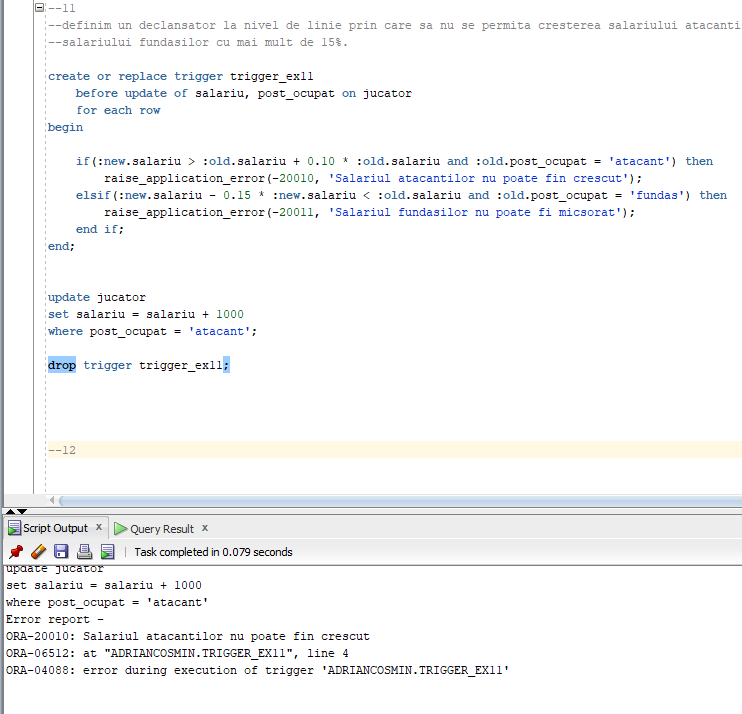 --11
--definim un declansator la nivel de linie prin care sa nu se permita cresterea salariului atacanti
--salariului fundasilor cu mai mult de 15%.
create or replace trigger trigger_ex11
before update of salariu, post_ocupat on jucator
for each row
begin
if(:new.salariu > :old.salariu + 0.10 * :old.salariu and :old.post_ocupat = 'atacant') then
raise_application_error(-20010, 'Salariul atacantilor nu poate fin crescut');
elsif(:new.salariu - 0.15 * :new.salariu < :old.salariu and :old.post_ocupat = 'fundas') then
raise_application_error(-20011, 'Salariul fundasilor nu poate fi micsorat');
end if;
end;
update jucator
set salariu = salariu + 1000
where post_ocupat = 'atacant';
drop trigger trigger_ex11;
--12
Script Output x Query Result x
Task completed in 0.079 seconds
update jucator
set salariu = salariu + 1000
where post_ocupat = 'atacant'
Error report -
ORA-20010: Salariul atacantilor nu poate fin crescut
ORA-06512: at "ADRIANCOSMIN.TRIGGER_EX11", line 4
ORA-04088: error during execution of trigger 'ADRIANCOSMIN.TRIGGER_EX11'